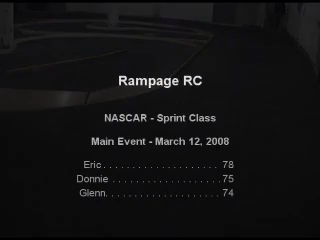 Rampage RC
NASCAR - Sprint Class
Main Event - March 12, 2008
Eric . . . . . . . . . . . . . . . . . . . . 78
Donnie . . . . . . . . . . . . . . . . . . . 75
Glenn. . . . . . . . . . . . . . . . . . . . 74